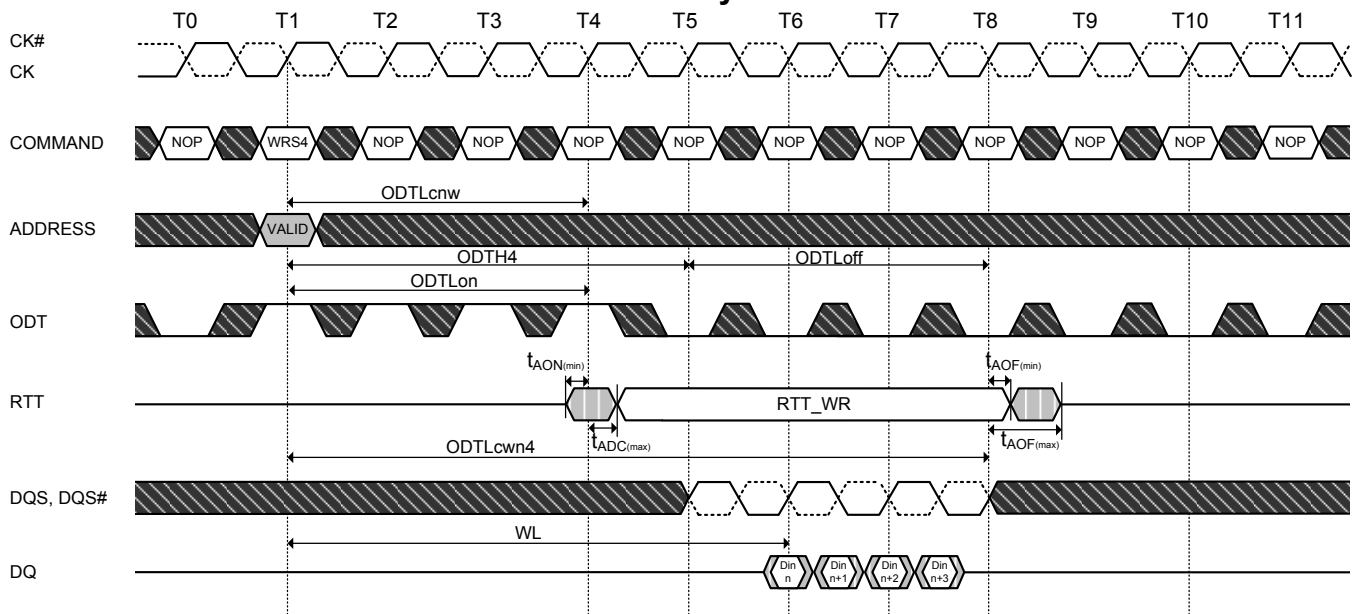 T0 T1 T2 T3 T4 T5 T6 T7 T8 T9 T10 T11
CK#
CK
COMMAND NOP WRS4 NOP NOP NOP NOP NOP NOP NOP NOP NOP NOP
ODTLcnw
ADDRESS VALID
ODTH4 ODTLoff
ODTLon
ODT
tAON(min) tAOF(min)
RTT RTT_WR
tADC(max) tAOF(max)
ODTLcwn4
DQS, DQS#
WL
DQ Din n Din n+1 Din n+2 Din n+3